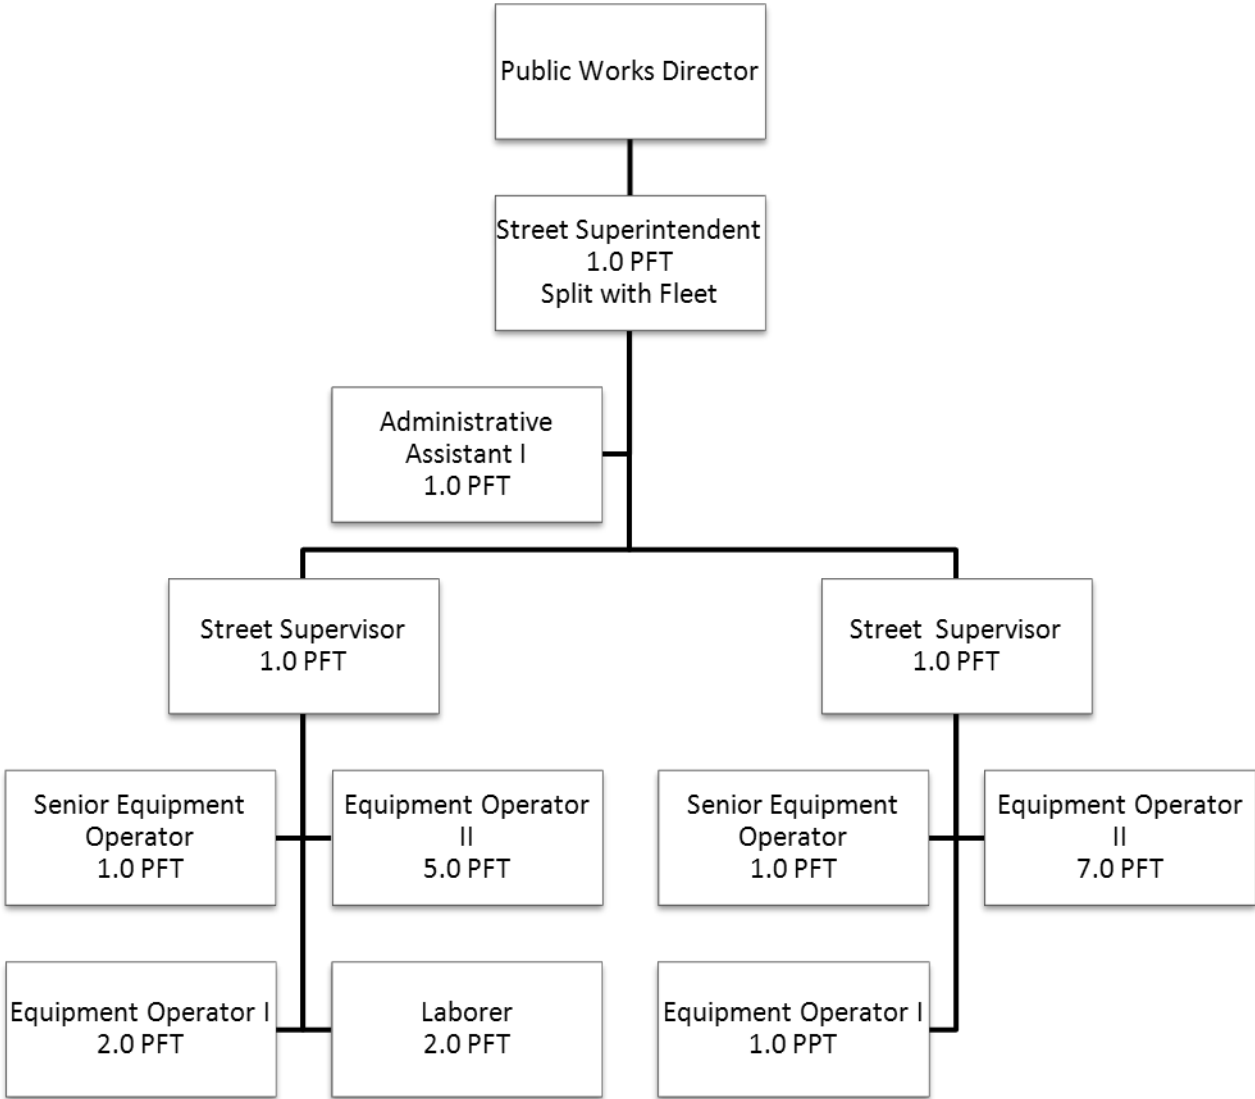 Public Works Director
Street Superintendent
1.0 PFT
Split with Fleet
Administrative
Assistant I
1.0 PFT
Street Supervisor
1.0 PFT
Street  Supervisor
1.0 PFT
Senior Equipment
Operator
1.0 PFT
Equipment Operator
II
5.0 PFT
Senior Equipment
Operator
1.0 PFT
Equipment Operator
II
7.0 PFT
Equipment Operator I
2.0 PFT
Laborer
2.0 PFT
Equipment Operator I
1.0 PPT